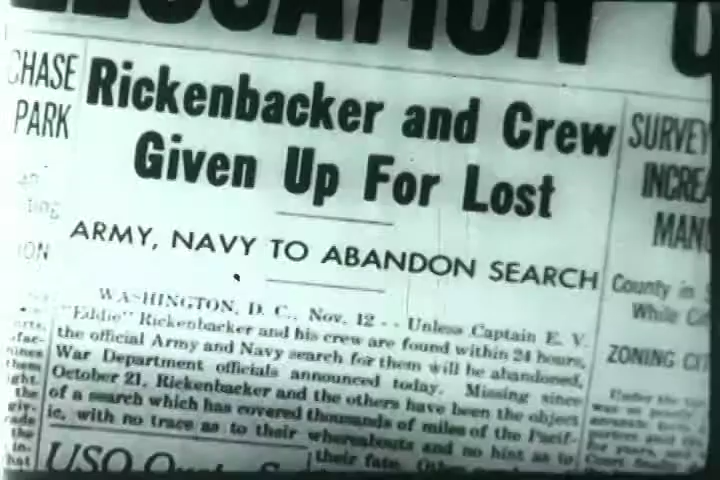 CHASE
PARK
Rickenbacker and Crew
Given Up For Lost
ARMY, NAVY TO ABANDON SEARCH
WASHINGTON, D. C., Nov. 12 -- Unless Captain E. V.
"Eddie" Rickenbacker and his crew are found within 24 hours,
the official Army and Navy search for them will be abandoned,
War Department officials announced today. Missing since
October 21, Rickenbacker and the others have been the object
of a search which has covered thousands of miles of the Pacif-
ic, with no trace as to their whereabouts and no hint as to
their fate.
USO
SURVEY
County in
While
ZONING
Under the